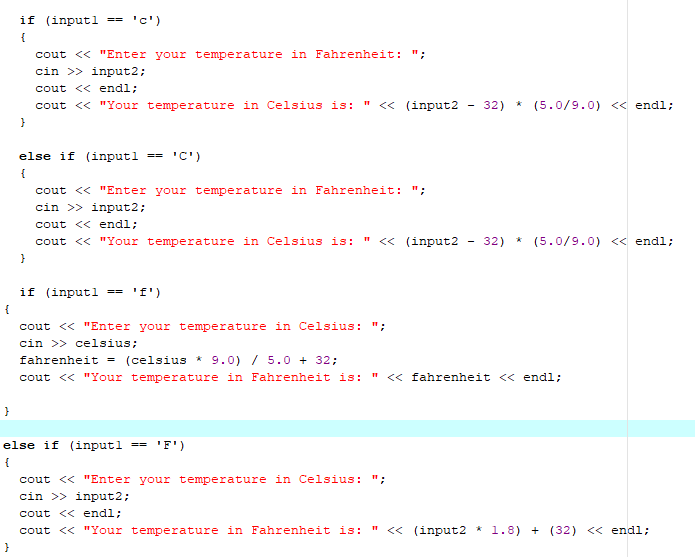 if (input1 == 'c')
{
cout << "Enter your temperature in Fahrenheit: ";
cin >> input2;
cout << endl;
cout << "Your temperature in Celsius is: " << (input2 - 32) * (5.0/9.0) << endl;
}
else if (input1 == 'C')
{
cout << "Enter your temperature in Fahrenheit: ";
cin >> input2;
cout << endl;
cout << "Your temperature in Celsius is: " << (input2 - 32) * (5.0/9.0) << endl;
}
if (input1 == 'f')
{
cout << "Enter your temperature in Celsius: ";
cin >> celsius;
fahrenheit = (celsius * 9.0) / 5.0 + 32;
cout << "Your temperature in Fahrenheit is: " << fahrenheit << endl;
}
else if (input1 == 'F')
{
cout << "Enter your temperature in Celsius: ";
cin >> input2;
cout << endl;
cout << "Your temperature in Fahrenheit is: " << (input2 * 1.8) + (32) << endl;
}